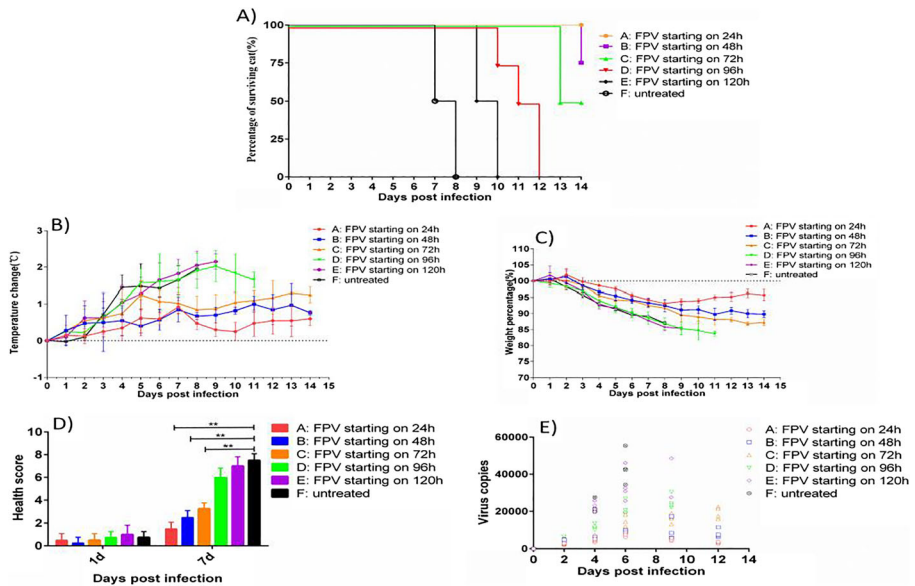 A)
Percentage of surviving cat(%)
100
75
50
25
0
0 1 2 3 4 5 6 7 8 9 10 11 12 13 14
Days post infection
A: FPV starting on 24h
B: FPV starting on 48h
C: FPV starting on 72h
D: FPV starting on 96h
E: FPV starting on 120h
F: untreated
B)
Temperature change(℃)
3
2
1
0
-1
0 1 2 3 4 5 6 7 8 9 10 11 12 13 14 15
Days post infection
A: FPV starting on 24h
B: FPV starting on 48h
C: FPV starting on 72h
D: FPV starting on 96h
E: FPV starting on 120h
F: untreated
C)
Weight percentage(%)
110
105
100
95
90
85
80
75
70
0 1 2 3 4 5 6 7 8 9 10 11 12 13 14 15
Days post infection
A: FPV starting on 24h
B: FPV starting on 48h
C: FPV starting on 72h
D: FPV starting on 96h
E: FPV starting on 120h
F: untreated
D)
Health score
10
8
6
4
2
0
**
**
**
1d 7d
Days post infection
A: FPV starting on 24h
B: FPV starting on 48h
C: FPV starting on 72h
D: FPV starting on 96h
E: FPV starting on 120h
F: untreated
E)
Virus copies
60000
40000
20000
0
0 1 2 3 4 5 6 7 8 9 10 11 12 13 14
Days post infection
A: FPV starting on 24h
B: FPV starting on 48h
C: FPV starting on 72h
D: FPV starting on 96h
E: FPV starting on 120h
F: untreated